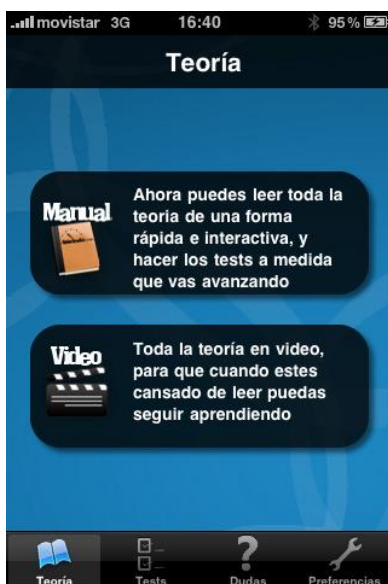 movistar 3G 16:40 95%
Teoría
Manual
Ahora puedes leer toda la
teoria de una forma
rápida e interactiva, y
hacer los tests a medida
que vas avanzando
Video
Toda la teoría en video,
para que cuando estes
cansado de leer puedas
seguir aprendiendo
Teoría Tests Dudas Preferencias